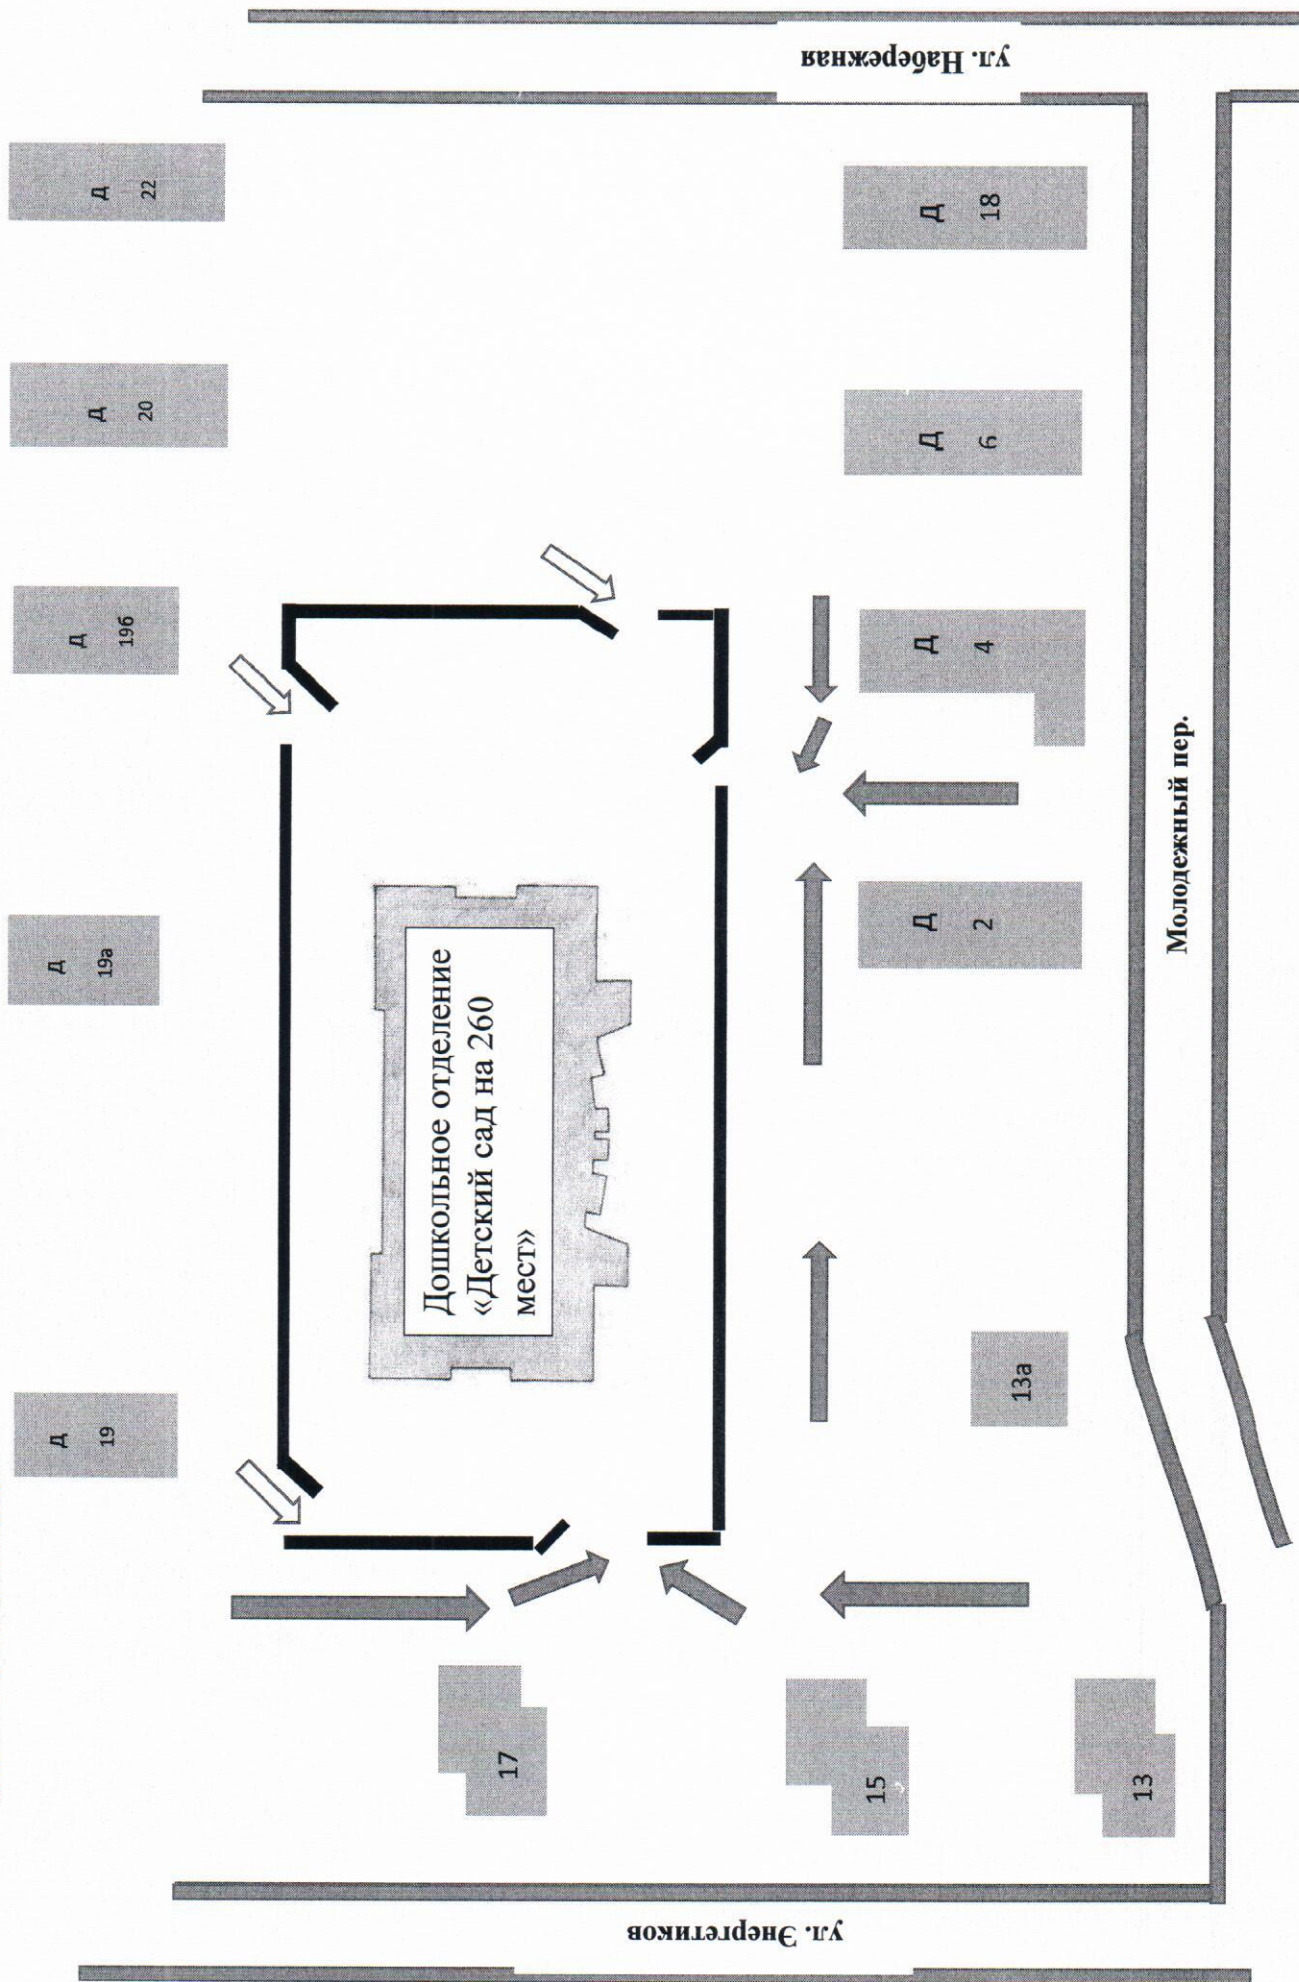 ул. Набережная
Д
22
Д
20
Д
19б
Д
19а
Д
19
Д
18
Д
6
Д
4
Д
2
13а
Дошкольное отделение
«Детский сад на 260
мест»
Молодежный пер.
17
15
13
ул. Энергетиков